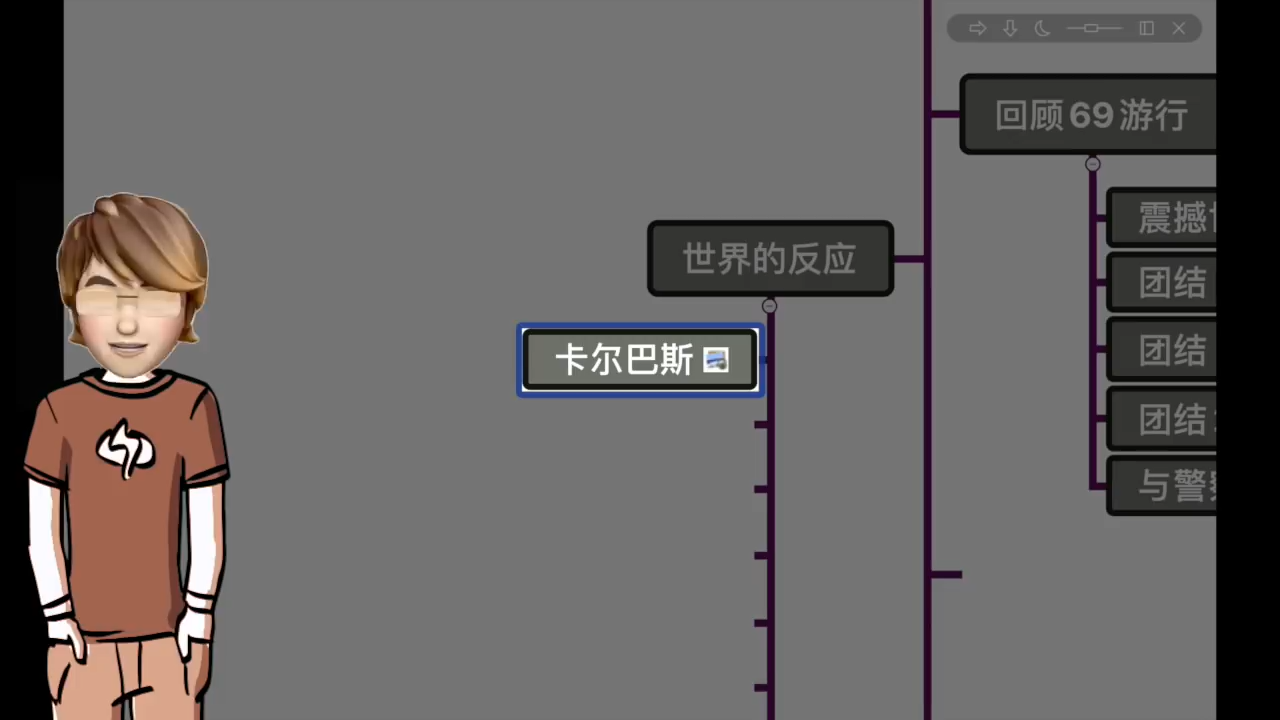 回顾69游行
世界的反应
卡尔巴斯
震撼
团结
团结
团结
与警